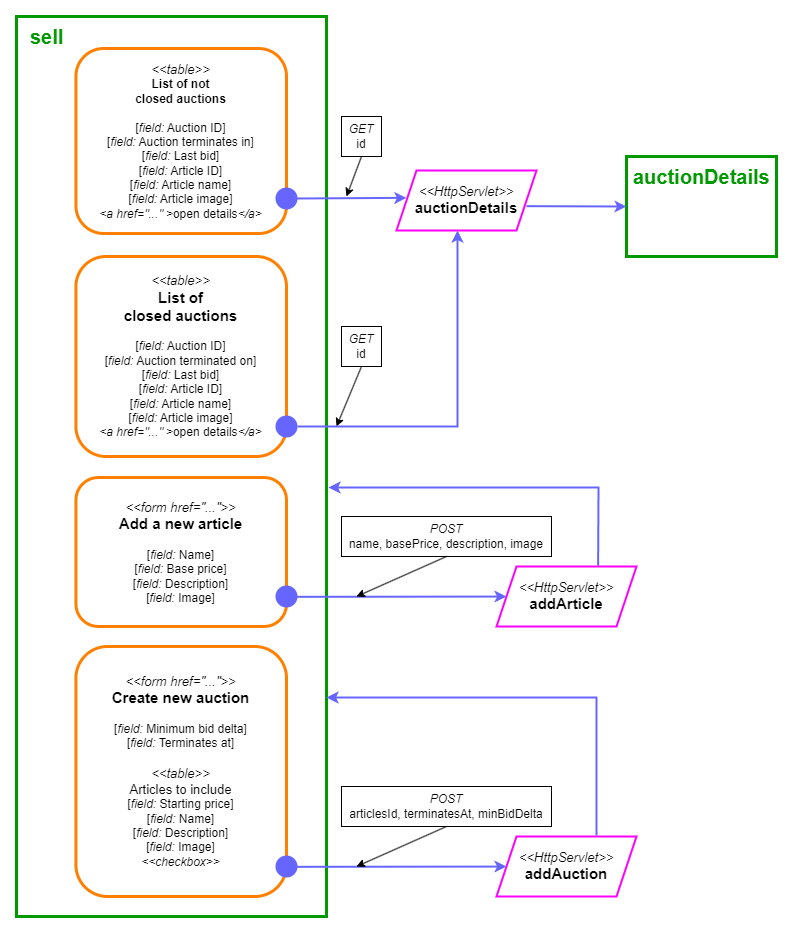 sell
<<table>>
List of not
closed auctions
[field: Auction ID]
[field: Auction terminates in]
[field: Last bid]
[field: Article ID]
[field: Article name]
[field: Article image]
<a href="..." >open details</a>
GET
id
<<HttpServlet>>
auctionDetails
auctionDetails
<<table>>
List of
closed auctions
[field: Auction ID]
[field: Auction terminated on]
[field: Last bid]
[field: Article ID]
[field: Article name]
[field: Article image]
<a href="..." >open details</a>
GET
id
<<form href="...">>
Add a new article
[field: Name]
[field: Base price]
[field: Description]
[field: Image]
POST
name, basePrice, description, image
<<HttpServlet>>
addArticle
<<form href="...">>
Create new auction
[field: Minimum bid delta]
[field: Terminates at]
<<table>>
Articles to include
[field: Starting price]
[field: Name]
[field: Description]
[field: Image]
<<checkbox>>
POST
articlesId, terminatesAt, minBidDelta
<<HttpServlet>>
addAuction